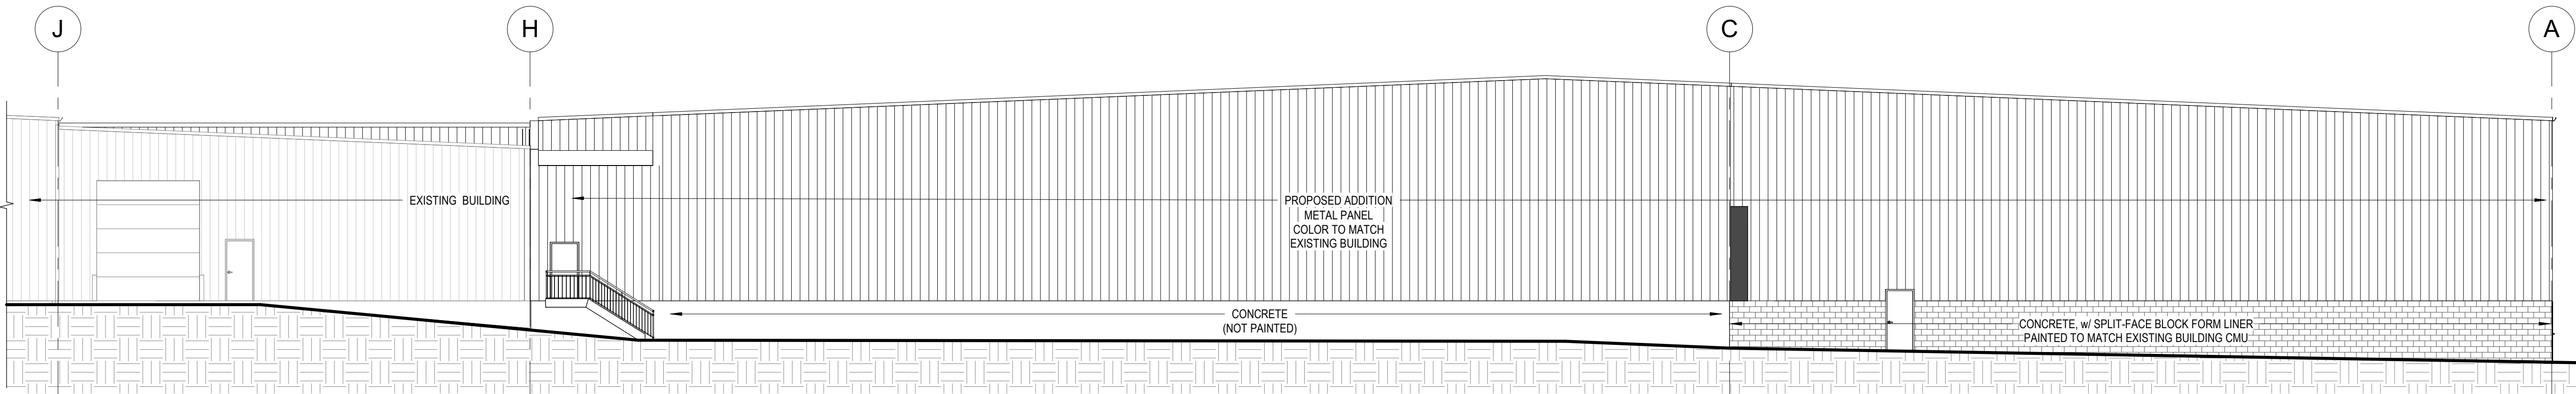 J
H
C
A
EXISTING BUILDING
PROPOSED ADDITION
METAL PANEL
COLOR TO MATCH
EXISTING BUILDING
CONCRETE
(NOT PAINTED)
CONCRETE, w/ SPLIT-FACE BLOCK FORM LINER
PAINTED TO MATCH EXISTING BUILDING CMU